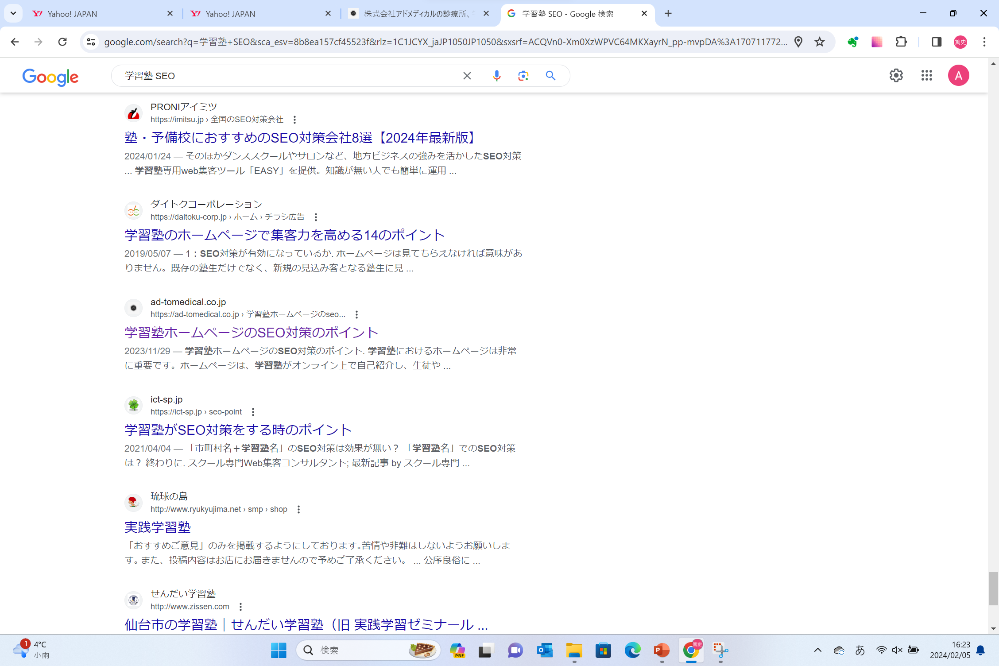 Yahoo! JAPAN
Yahoo! JAPAN
株式会社アドメディカルの診療所、
学習塾 SEO - Google 検索
google.com/search?q=学習塾+SEO&sca_esv=8b8ea157cf45523f&rlz=1C1JCYX_jaJP1050JP1050&sxsrf=ACQVn0-Xm0XzWPVC64MKXayrN_pp-mvpDA%3A170711772...
篤史
Google
学習塾 SEO
A
PRONIアイミツ
https://imitsu.jp › 全国のSEO対策会社
塾・予備校におすすめのSEO対策会社8選【2024年最新版】
2024/01/24 — そのほかダンススクールやサロンなど、地方ビジネスの強みを活かしたSEO対策
... 学習塾専用web集客ツール「EASY」を提供。知識が無い人でも簡単に運用 ...
ダイトクコーポレーション
https://daitoku-corp.jp › ホーム › チラシ広告
学習塾のホームページで集客力を高める14のポイント
2019/05/07 — 1：SEO対策が有効になっているか. ホームページは見てもらえなければ意味があ
りません。既存の塾生だけでなく、新規の見込み客となる塾生に見 ...
ad-tomedical.co.jp
https://ad-tomedical.co.jp › 学習塾ホームページのseo...
学習塾ホームページのSEO対策のポイント
2023/11/29 — 学習塾ホームページのSEO対策のポイント. 学習塾におけるホームページは非常
に重要です。ホームページは、学習塾がオンライン上で自己紹介し、生徒や ...
ict-sp.jp
https://ict-sp.jp › seo-point
学習塾がSEO対策をする時のポイント
2021/04/04 — 「市町村名＋学習塾名」のSEO対策は効果が無い？ 「学習塾名」でのSEO対策
は？ 終わりに. スクール専門Web集客コンサルタント; 最新記事 by スクール専門 ...
琉球の島
http://www.ryukyujima.net › smp › shop
実践学習塾
「おすすめご意見」のみを掲載するようにしております｡苦情や非難はしないようお願いしま
す｡ また、投稿内容はお店にお届きませんので予めご了承ください。 ... 公序良俗に ...
せんだい学習塾
http://www.zissen.com
仙台市の学習塾｜せんだい学習塾（旧 実践学習ゼミナール ...
1
4°C
小雨
検索
PRE
篤史
あ
16:23
2024/02/05